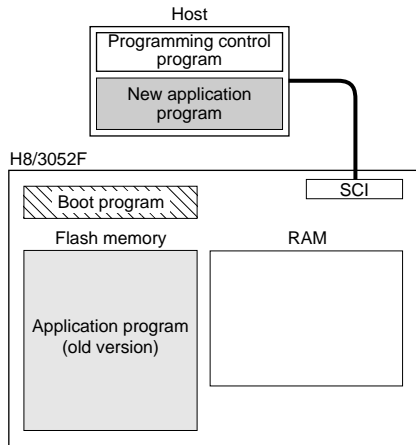 Host
Programming control
program
New application
program
H8/3052F
SCI
Boot program
Flash memory
RAM
Application program
(old version)